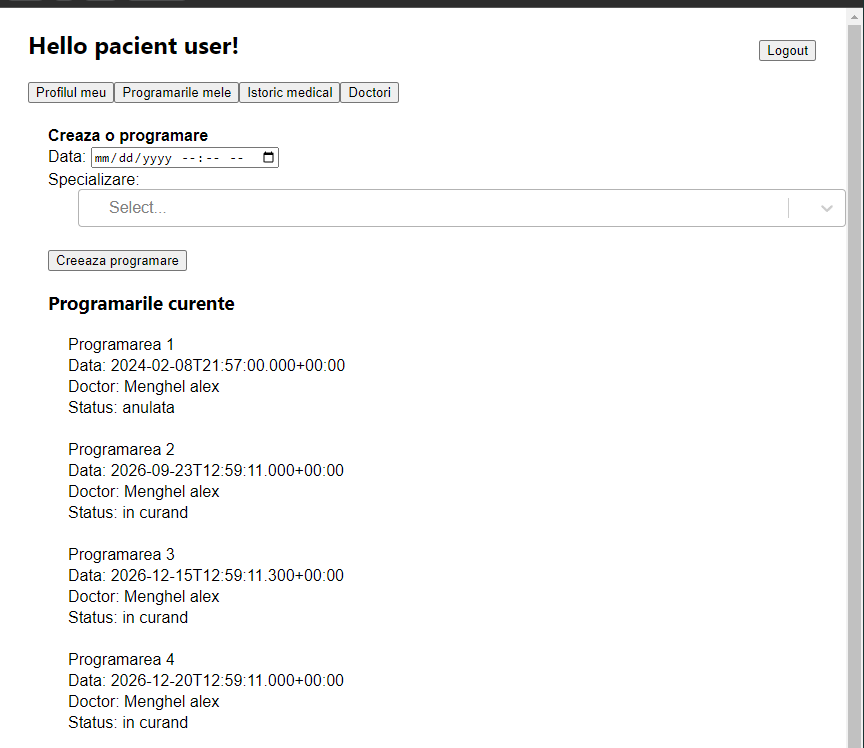 Hello pacient user!
Logout
Profilul meu Programarile mele Istoric medical Doctori
Creaza o programare
Data: mm/dd/yyyy --:-- --
Specializare:
Select...
Creeaza programare
Programarile curente
Programarea 1
Data: 2024-02-08T21:57:00.000+00:00
Doctor: Menghel alex
Status: anulata
Programarea 2
Data: 2026-09-23T12:59:11.000+00:00
Doctor: Menghel alex
Status: in curand
Programarea 3
Data: 2026-12-15T12:59:11.300+00:00
Doctor: Menghel alex
Status: in curand
Programarea 4
Data: 2026-12-20T12:59:11.000+00:00
Doctor: Menghel alex
Status: in curand